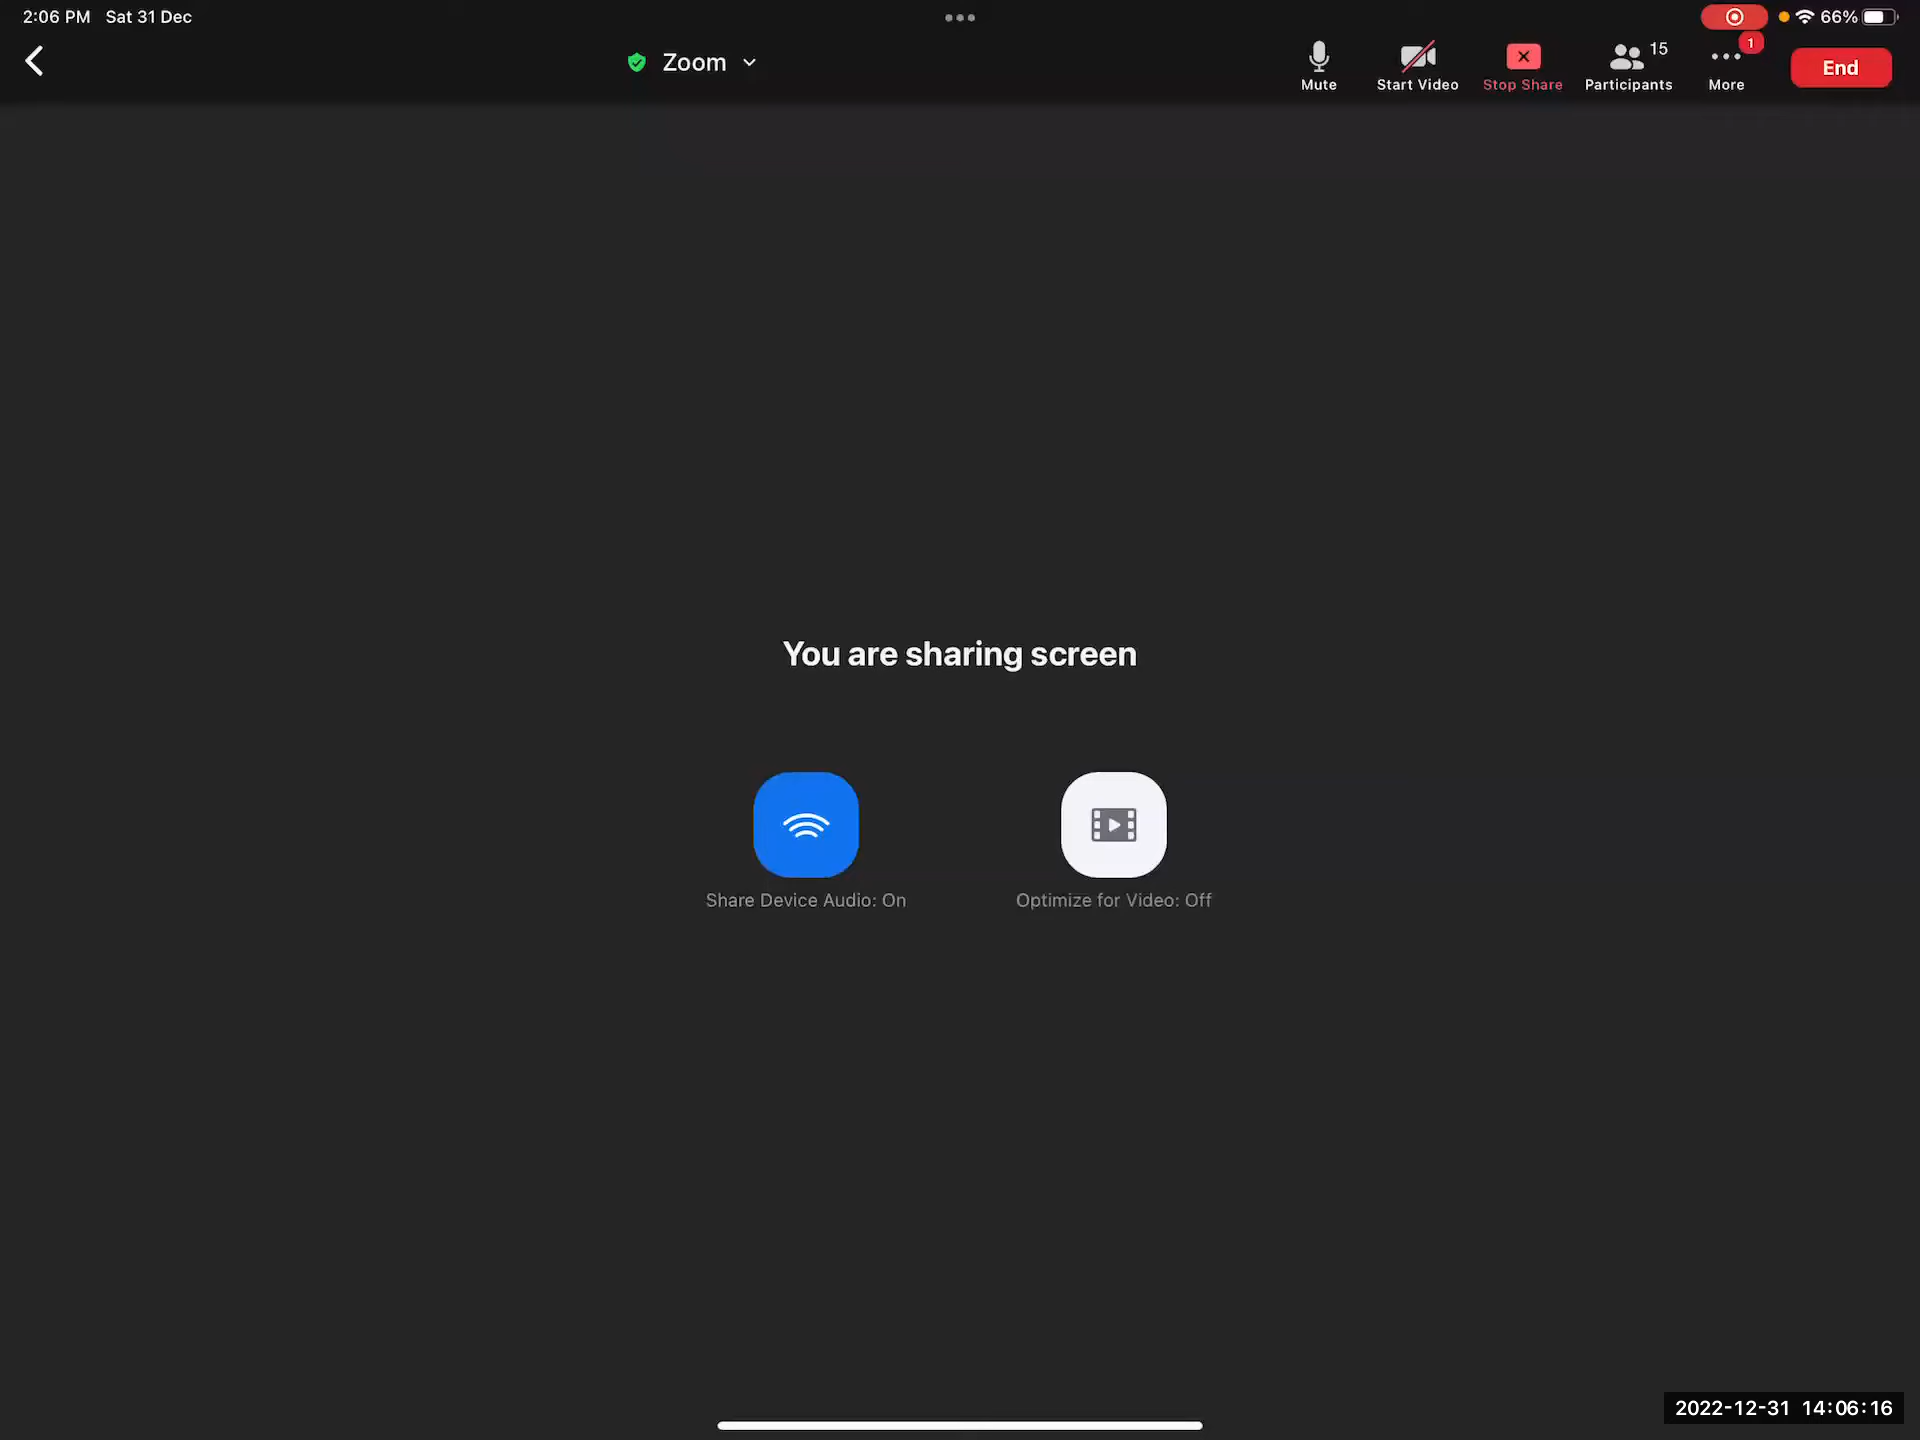 2:06 PM Sat 31 Dec
66%
Zoom
15
1
Mute
Start Video
Stop Share
Participants
More
End
You are sharing screen
Share Device Audio: On
Optimize for Video: Off
2022-12-31 14:06:16